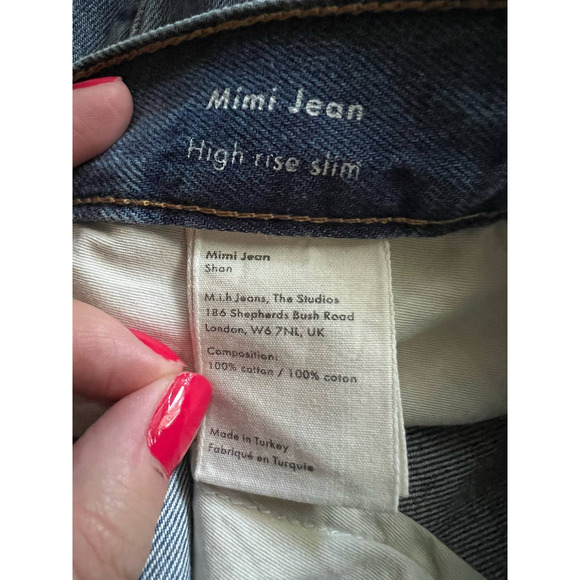 Mimi Jean
High rise slim
Mimi Jean
Shan
M.i.h Jeans, The Studios
186 Shepherds Bush Road
London, W6 7NL, UK
Composition:
100% cotton / 100% coton
Made in Turkey
Fabriqué en Turquie